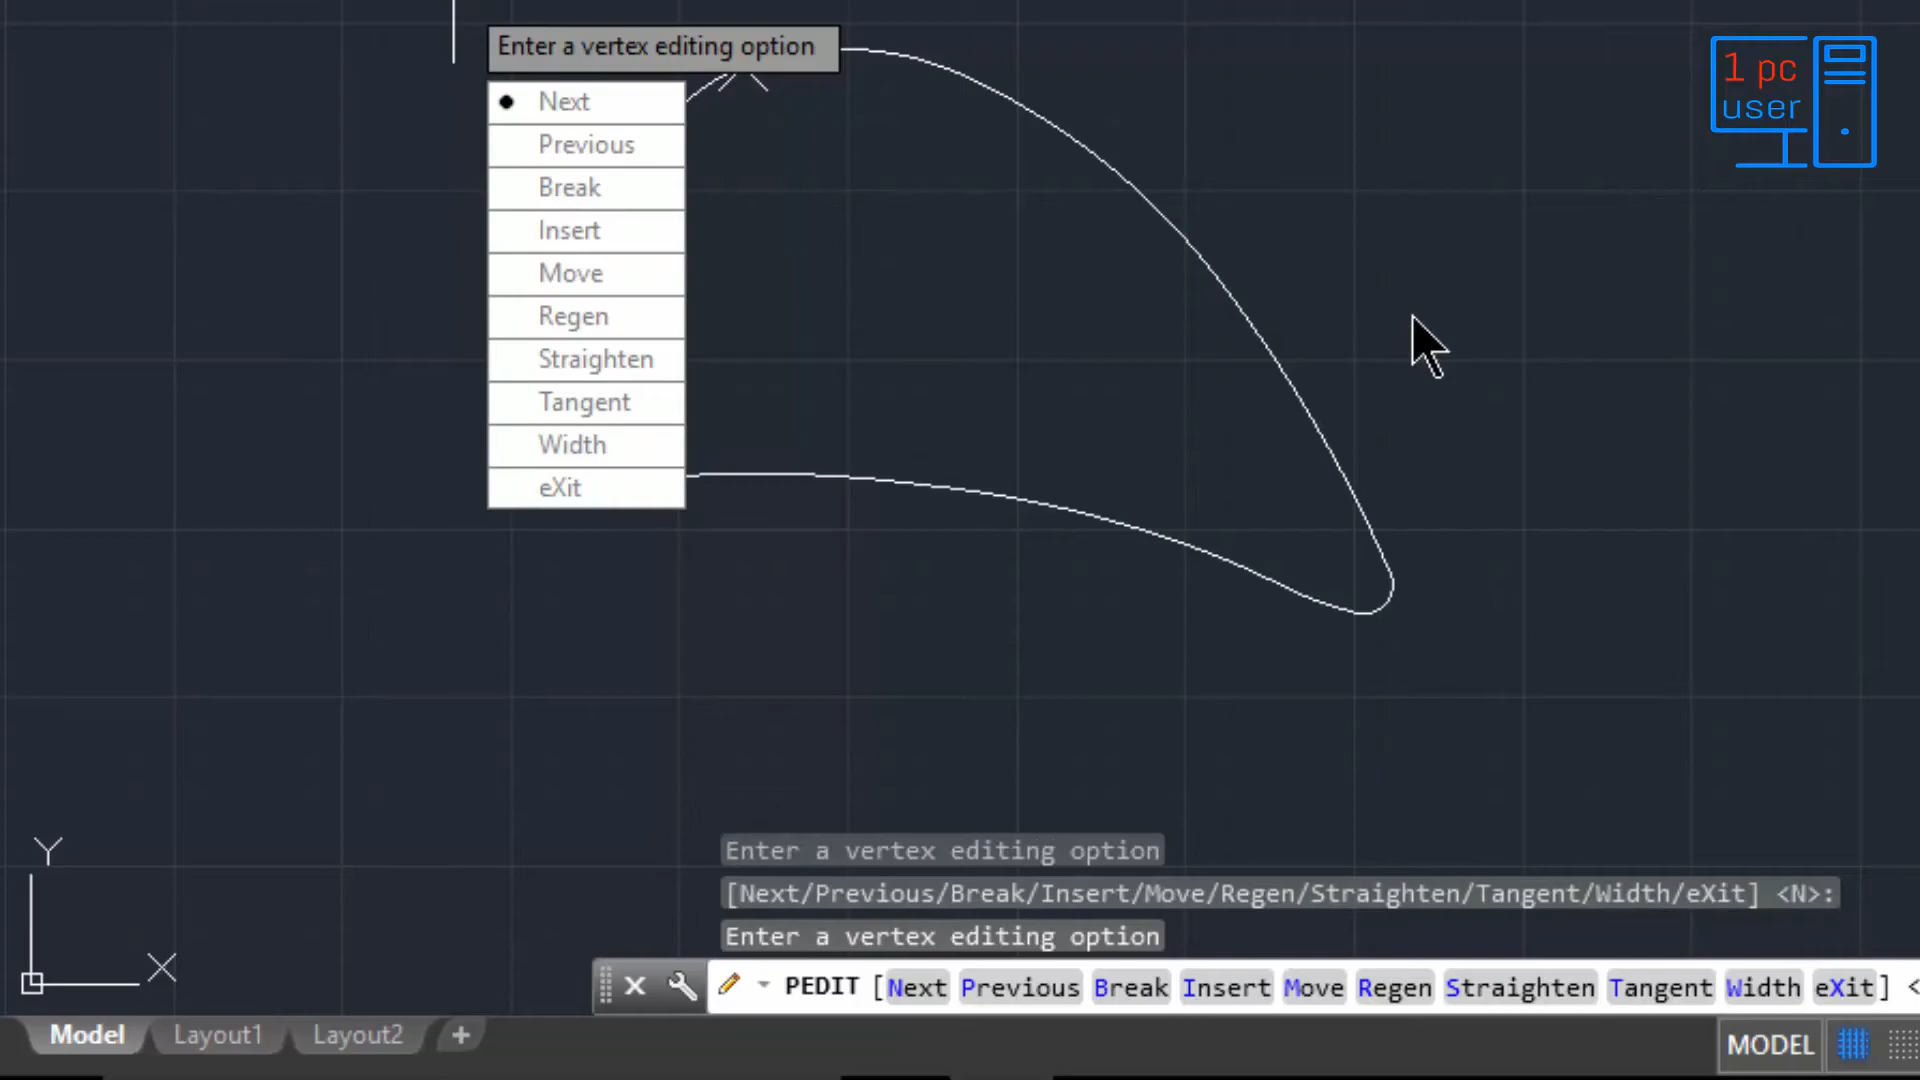 Enter a vertex editing option
Next
Previous
Break
Insert
Move
Regen
Straighten
Tangent
Width
eXit
1 pc
user
Y
X
Enter a vertex editing option
[Next/Previous/Break/Insert/Move/Regen/Straighten/Tangent/Width/eXit] <N>:
Enter a vertex editing option
PEDIT [Next Previous Break Insert Move Regen Straighten Tangent Width eXit] <
Model Layout1 Layout2 +
MODEL